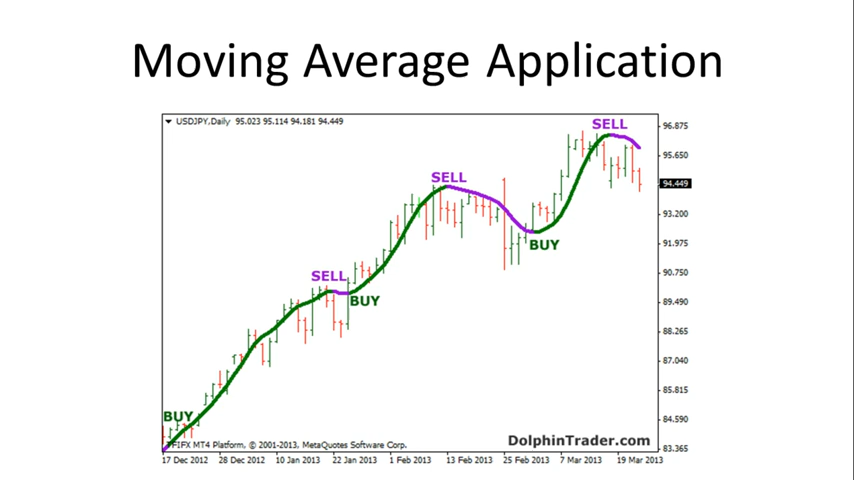 Moving Average Application
USDJPY,Daily 95.023 95.114 94.181 94.449
SELL
96.875
95.650
SELL
94.449
93.200
BUY
91.975
SELL
90.750
BUY
89.490
88.265
87.040
85.815
BUY
84.590
FIFX MT4 Platform, © 2001-2013, MetaQuotes Software Corp.
DolphinTrader.com
83.365
17 Dec 2012 28 Dec 2012 10 Jan 2013 22 Jan 2013 1 Feb 2013 13 Feb 2013 25 Feb 2013 7 Mar 2013 19 Mar 2013